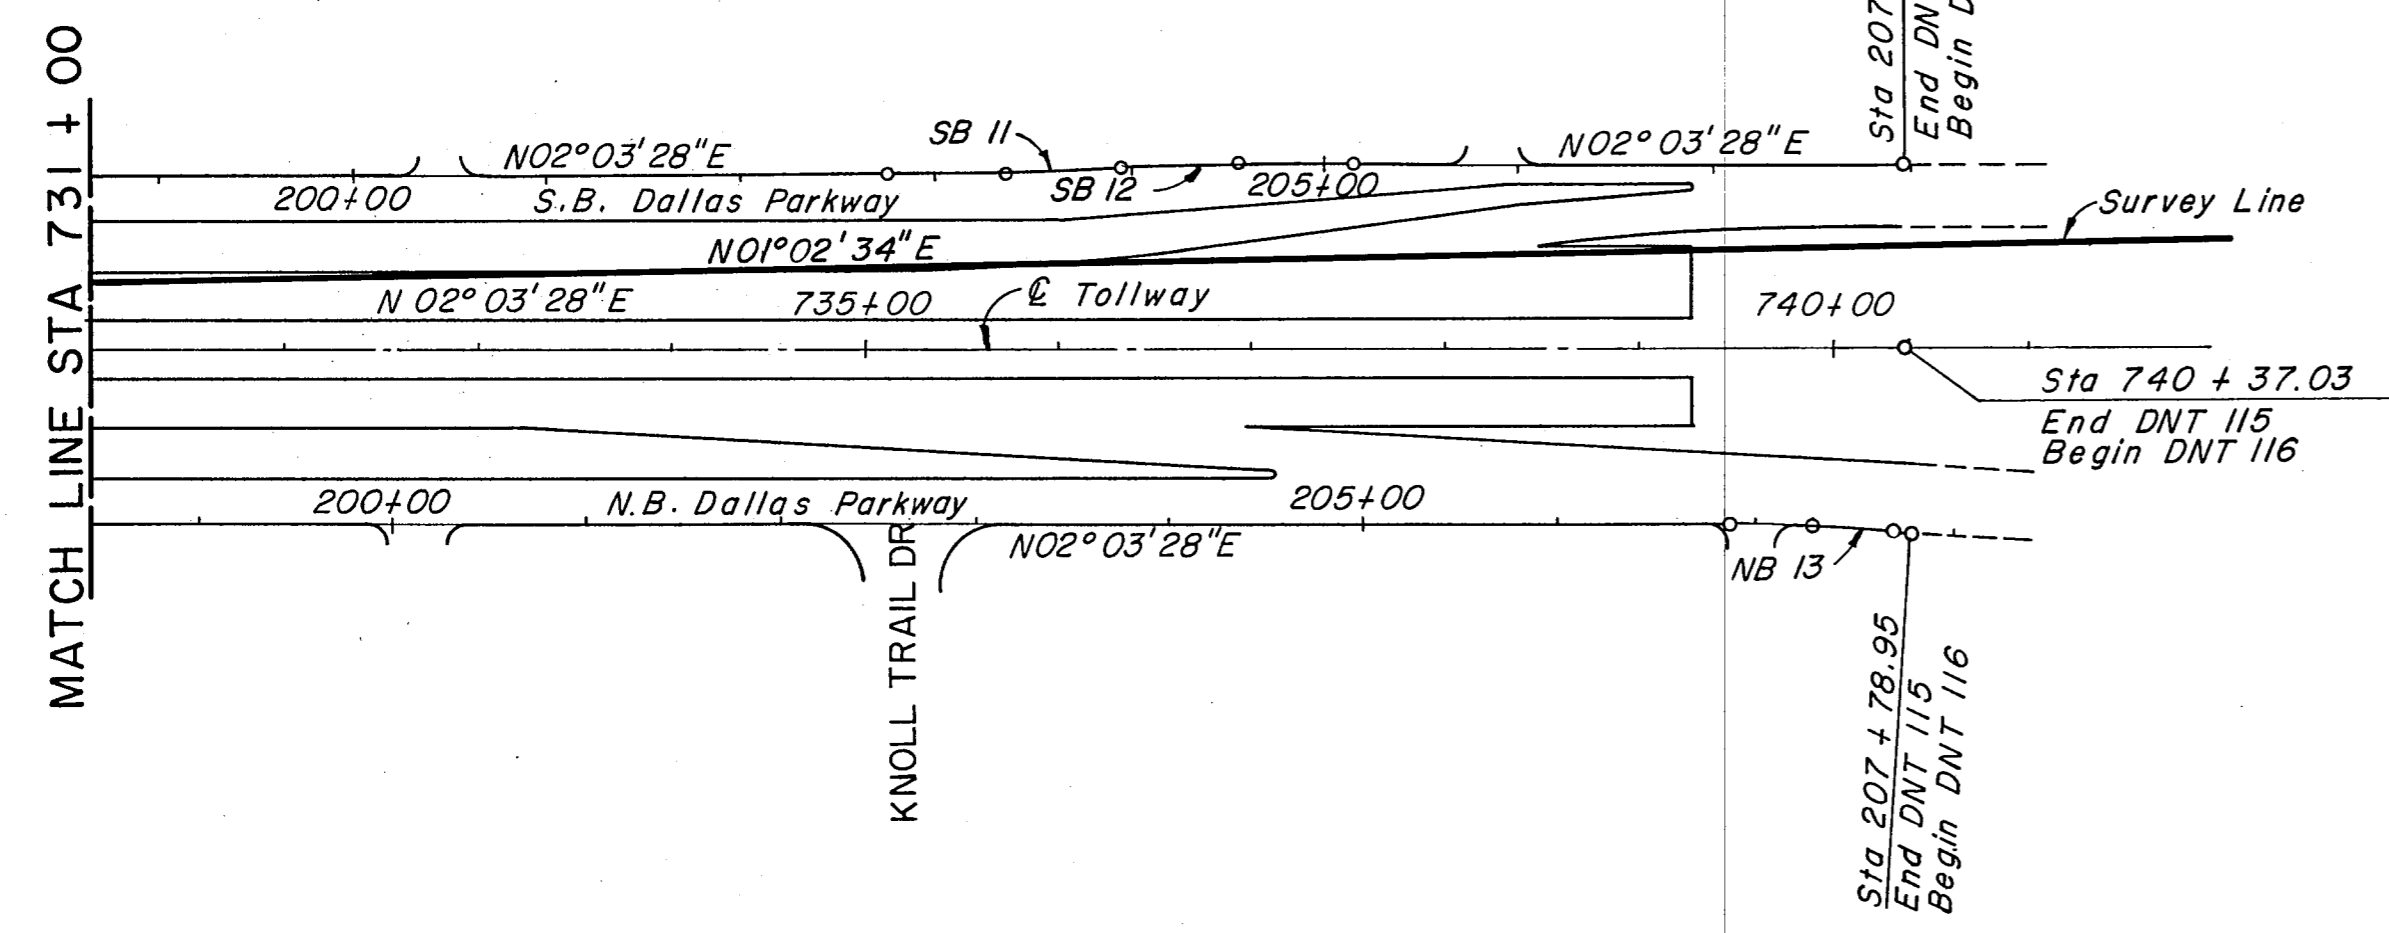 MATCH LINE STA 731 + 00
Sta 207
End DN
Begin D
SB 11
N02°03'28"E
N02°03'28"E
SB 12
205+00
200+00
S.B. Dallas Parkway
Survey Line
N01°02'34"E
N 02°03'28"E
735+00
℄ Tollway
740+00
Sta 740 + 37.03
End DNT 115
Begin DNT 116
200+00
N.B. Dallas Parkway
205+00
N02°03'28"E
NB 13
KNOLL TRAIL DR
Sta 207 + 78.95
End DNT 115
Begin DNT 116